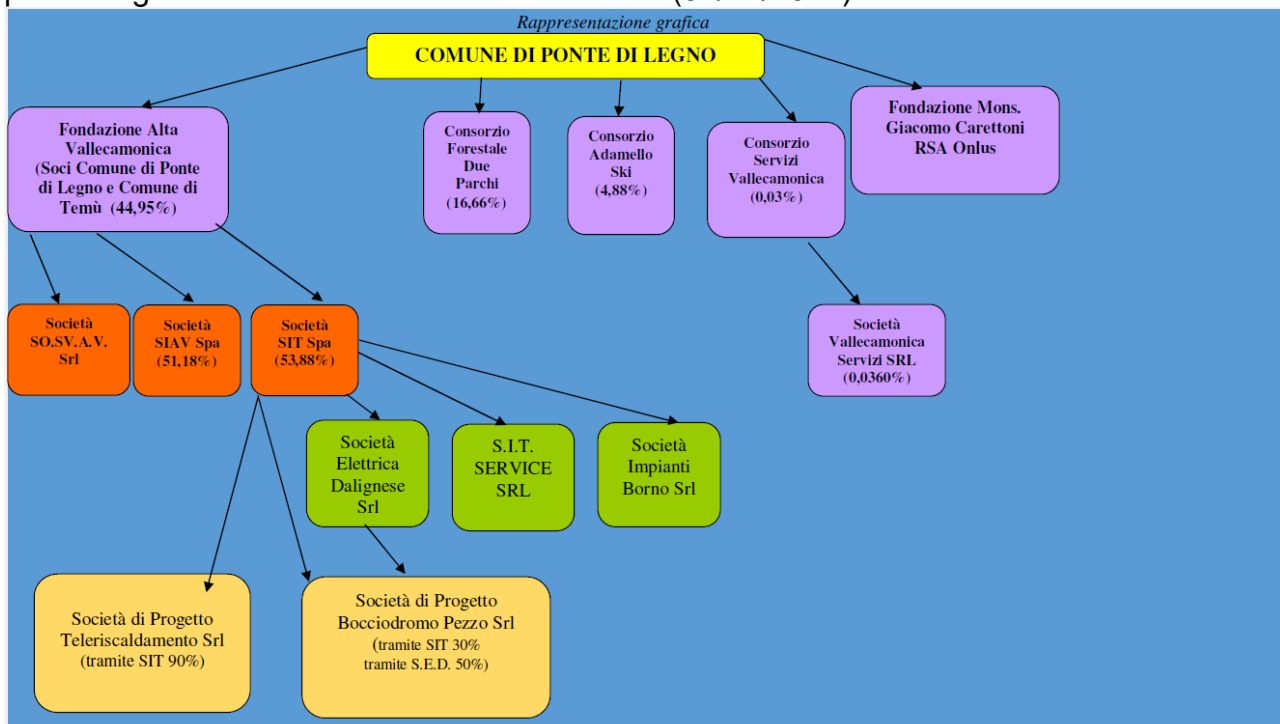 Rappresentazione grafica
COMUNE DI PONTE DI LEGNO
Fondazione Alta
Vallecamonica
(Soci Comune di Ponte
di Legno e Comune di
Temù (44,95%)
Consorzio
Forestale
Due
Parchi
(16,66%)
Consorzio
Adamello
Ski
(4,88%)
Consorzio
Servizi
Vallecamonica
(0,03%)
Fondazione Mons.
Giacomo Carettoni
RSA Onlus
Società
SO.SV.A.V.
Srl
Società
SIAV Spa
(51,18%)
Società
SIT Spa
(53,88%)
Società
Vallecamonica
Servizi SRL
(0,0360%)
Società
Elettrica
Dalignese
Srl
S.I.T.
SERVICE
SRL
Società
Impianti
Borno Srl
Società di Progetto
Teleriscaldamento Srl
(tramite SIT 90%)
Società di Progetto
Bocciodromo Pezzo Srl
(tramite SIT 30%
tramite S.E.D. 50%)